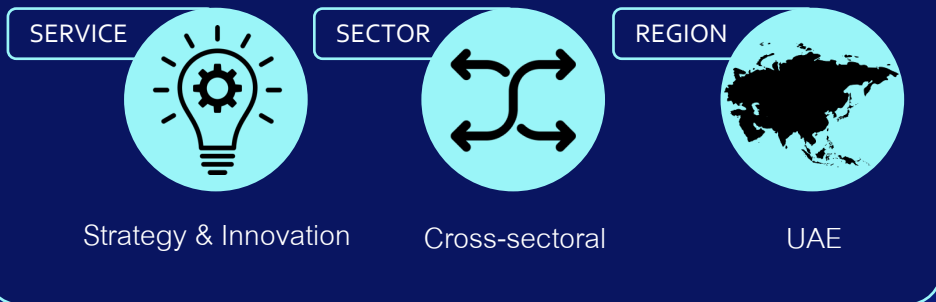 SERVICE
SECTOR
REGION
Strategy & Innovation
Cross-sectoral
UAE